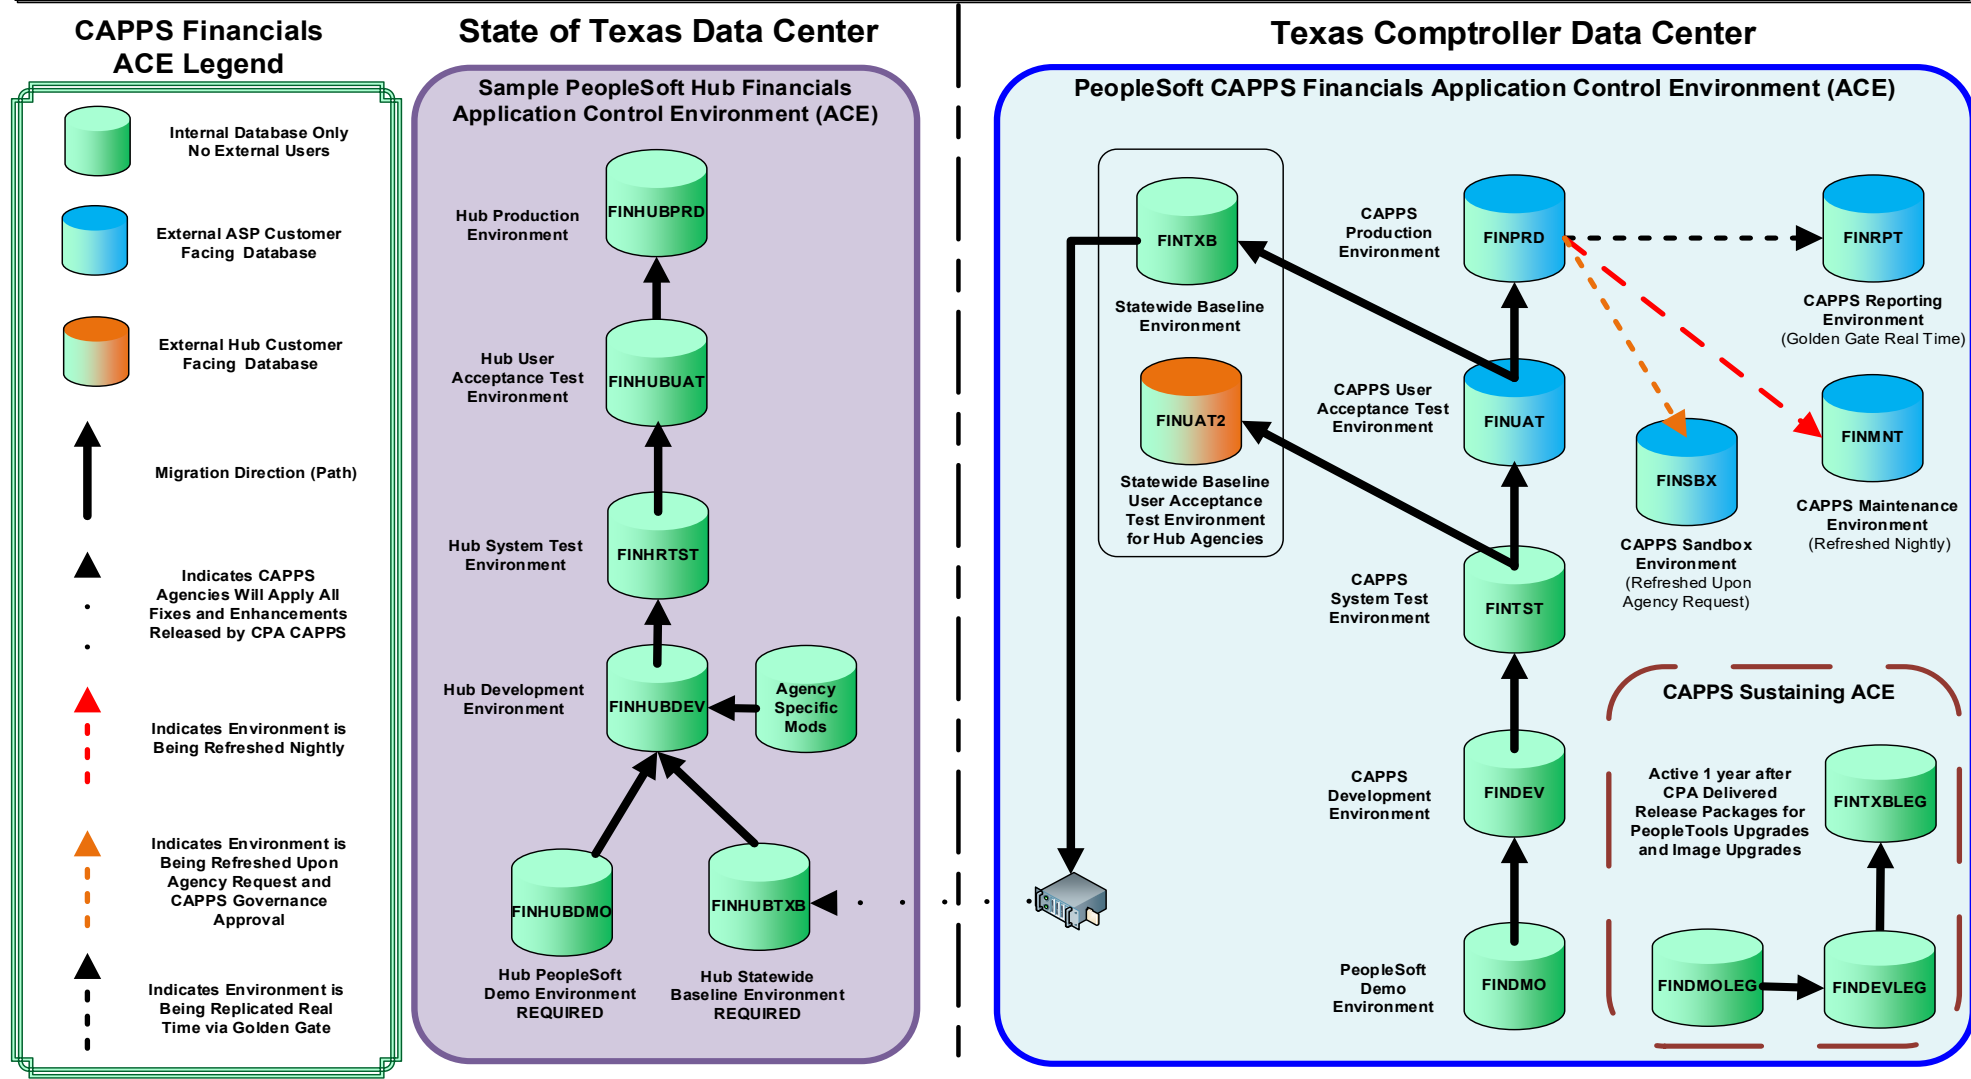 CAPPS Financials
ACE Legend
Internal Database Only
No External Users
External ASP Customer
Facing Database
External Hub Customer
Facing Database
Migration Direction (Path)
Indicates CAPPS
Agencies Will Apply All
Fixes and Enhancements
Released by CPA CAPPS
Indicates Environment is
Being Refreshed Nightly
Indicates Environment is
Being Refreshed Upon
Agency Request and
CAPPS Governance
Approval
Indicates Environment is
Being Replicated Real
Time via Golden Gate
State of Texas Data Center
Sample PeopleSoft Hub Financials
Application Control Environment (ACE)
Hub Production
Environment
FINHUBPRD
Hub User
Acceptance Test
Environment
FINHUBUAT
Hub System Test
Environment
FINHRTST
Hub Development
Environment
FINHUBDEV
Agency
Specific
Mods
FINHUBDMO
Hub PeopleSoft
Demo Environment
REQUIRED
FINHUBTXB
Hub Statewide
Baseline Environment
REQUIRED
Texas Comptroller Data Center
PeopleSoft CAPPS Financials Application Control Environment (ACE)
FINTXB
Statewide Baseline
Environment
FINUAT2
Statewide Baseline
User Acceptance
Test Environment
for Hub Agencies
CAPPS
Production
Environment
FINPRD
FINRPT
CAPPS Reporting
Environment
(Golden Gate Real Time)
CAPPS User
Acceptance Test
Environment
FINUAT
FINSBX
CAPPS Sandbox
Environment
(Refreshed Upon
Agency Request)
FINMNT
CAPPS Maintenance
Environment
(Refreshed Nightly)
CAPPS
System Test
Environment
FINTST
CAPPS
Development
Environment
FINDEV
PeopleSoft
Demo
Environment
FINDMO
CAPPS Sustaining ACE
Active 1 year after
CPA Delivered
Release Packages for
PeopleTools Upgrades
and Image Upgrades
FINTXBLEG
FINDMOLEG
FINDEVLEG